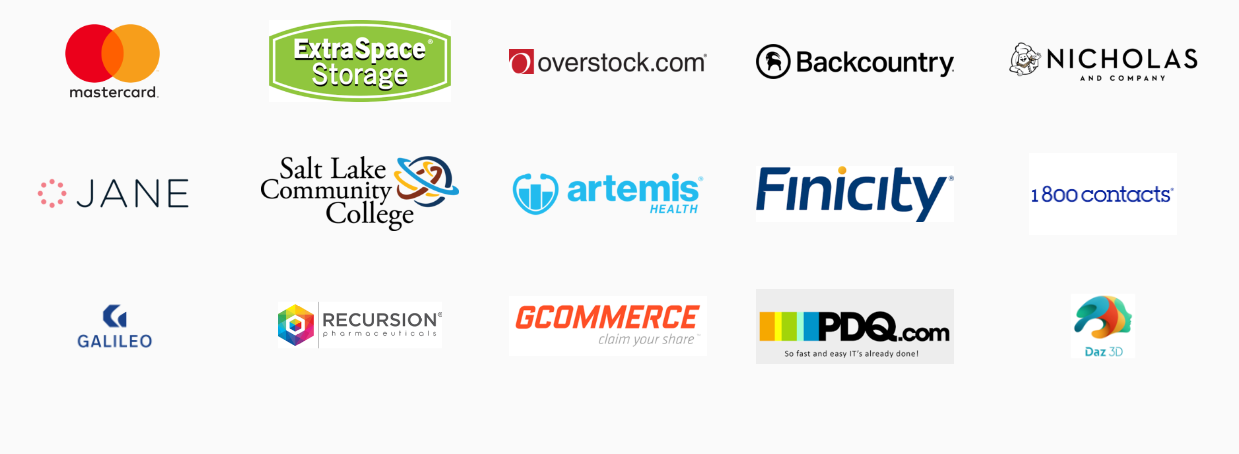 mastercard.
ExtraSpace®
Storage
overstock.com®
Backcountry.
NICHOLAS
AND COMPANY
JANE
Salt Lake
Community
College
artemis®
HEALTH
Finicity®
1 800 contacts®
GALILEO
RECURSION®
pharmaceuticals
GCOMMERCE
claim your share™
PDQ.com
So fast and easy IT's already done!
Daz 3D